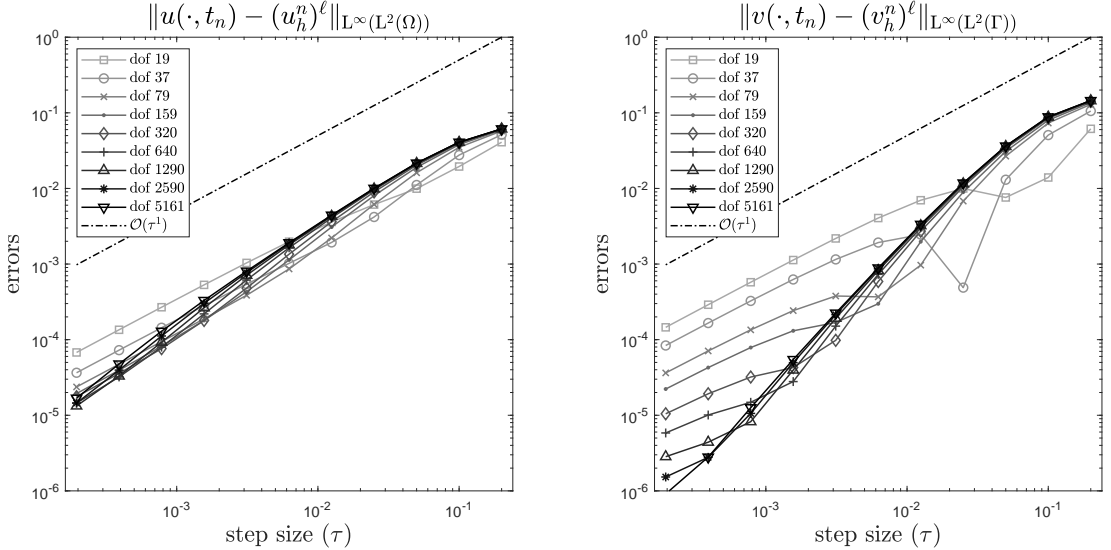 ‖u(·, tₙ) − (uₕⁿ)^ℓ‖_{L^∞(L²(Ω))}
10^0
10^-1
10^-2
10^-3
10^-4
10^-5
10^-6
errors
dof 19
dof 37
dof 79
dof 159
dof 320
dof 640
dof 1290
dof 2590
dof 5161
𝒪(τ¹)
10^-3 10^-2 10^-1
step size (τ)
‖v(·, tₙ) − (vₕⁿ)^ℓ‖_{L^∞(L²(Γ))}
10^0
10^-1
10^-2
10^-3
10^-4
10^-5
10^-6
errors
dof 19
dof 37
dof 79
dof 159
dof 320
dof 640
dof 1290
dof 2590
dof 5161
𝒪(τ¹)
10^-3 10^-2 10^-1
step size (τ)